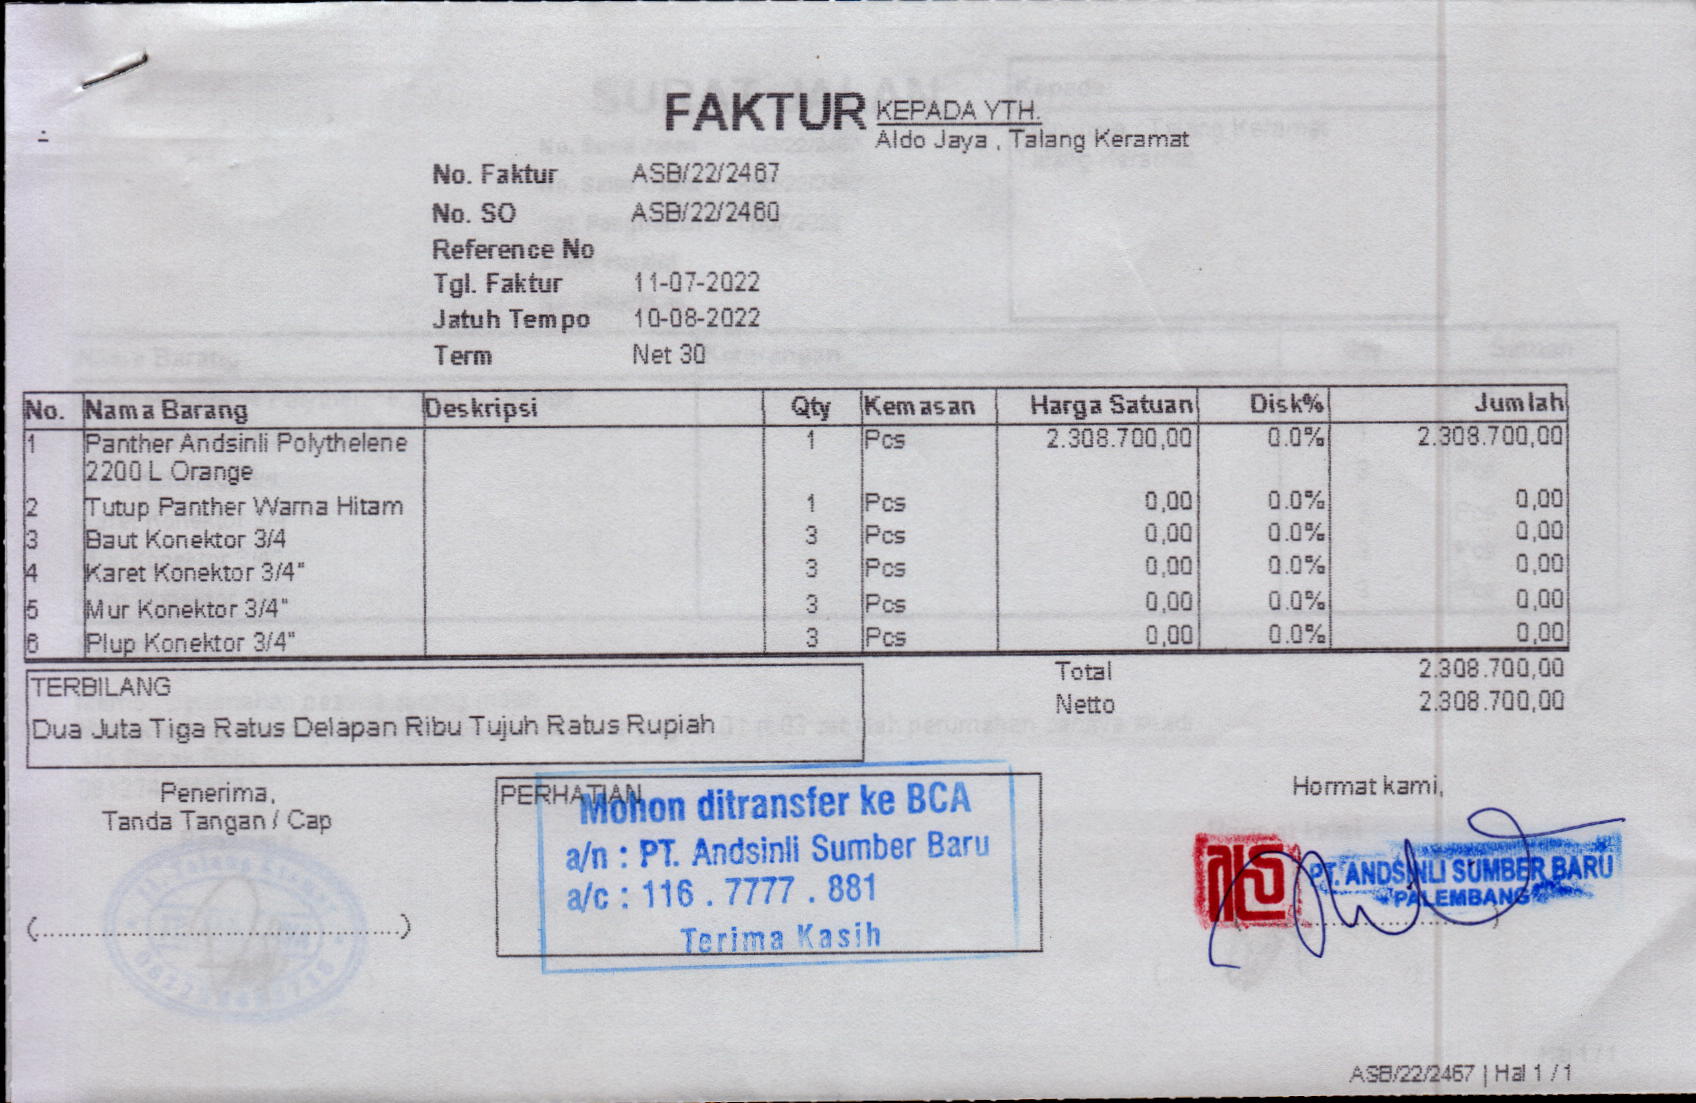 FAKTUR
KEPADA YTH.
Aldo Jaya , Talang Keramat
No. Faktur ASB/22/2467
No. SO ASB/22/2460
Reference No
Tgl. Faktur 11-07-2022
Jatuh Tempo 10-08-2022
Term Net 30
No. Nama Barang Deskripsi Qty Kemasan Harga Satuan Disk% Jumlah
1 Panther Andsinli Polythelene 1 Pcs 2.308.700,00 0.0% 2.308.700,00
2200 L Orange
2 Tutup Panther Warna Hitam 1 Pcs 0,00 0.0% 0,00
3 Baut Konektor 3/4 3 Pcs 0,00 0.0% 0,00
4 Karet Konektor 3/4" 3 Pcs 0,00 0.0% 0,00
5 Mur Konektor 3/4" 3 Pcs 0,00 0.0% 0,00
6 Plup Konektor 3/4" 3 Pcs 0,00 0.0% 0,00
Total 2.308.700,00
Netto 2.308.700,00
TERBILANG
Dua Juta Tiga Ratus Delapan Ribu Tujuh Ratus Rupiah
Penerima,
Tanda Tangan / Cap
(....................)
PERHATIAN
Mohon ditransfer ke BCA
a/n : PT. Andsinli Sumber Baru
a/c : 116 . 7777 . 881
Terima Kasih
Hormat kami,
PT. ANDSINLI SUMBER BARU
PALEMBANG
ASB/22/2467 | Hal 1 / 1